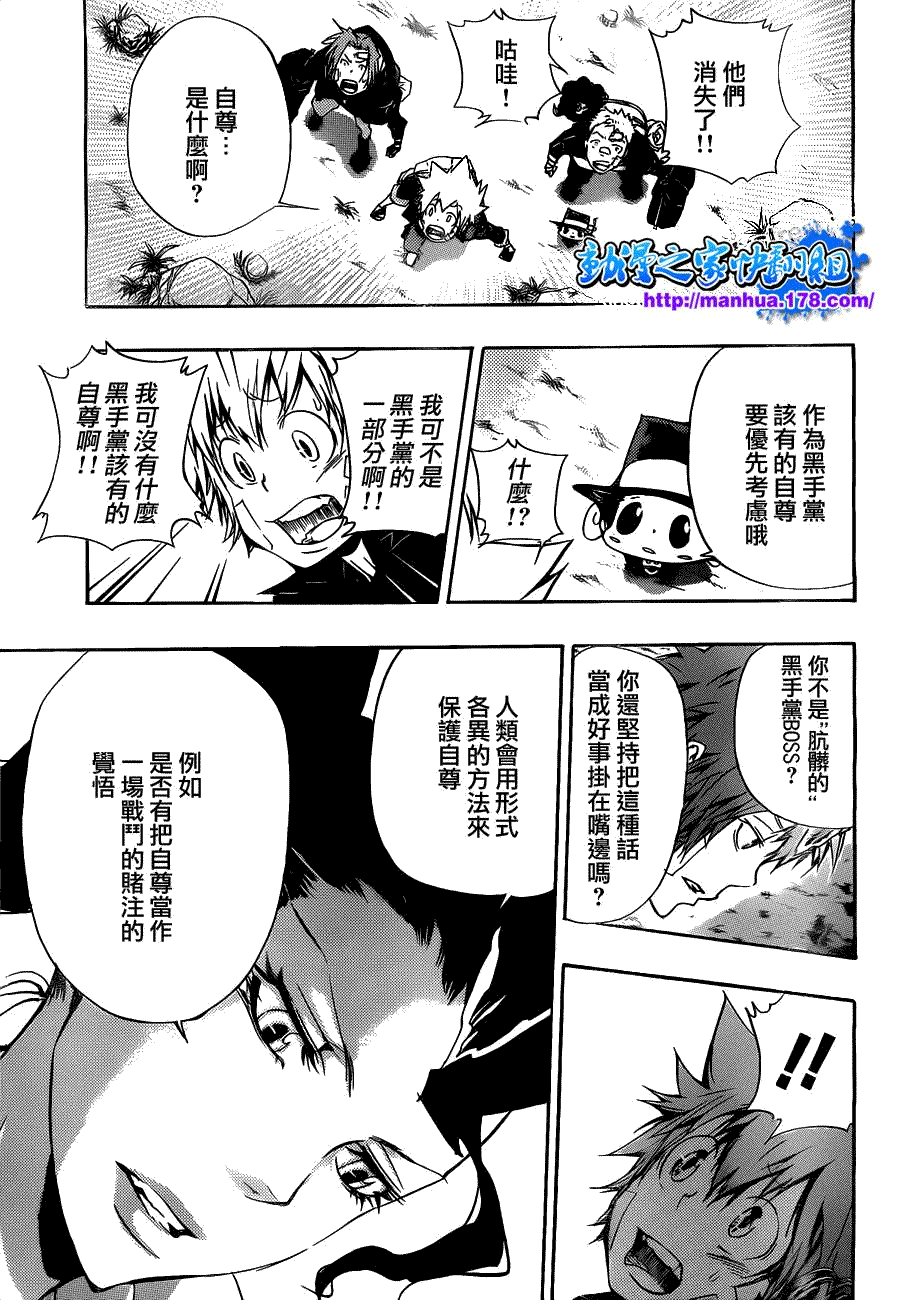 他們
消失了!!
咕哇！
自尊…
是什麼啊？
動漫之家快翻組
http://manhua.178.com/
作為黑手黨
該有的自尊
要優先考慮哦
什麼!?
我可不是
黑手黨的
一部分啊!!
我可沒有什麼
黑手黨該有的
自尊啊!!
你不是”骯髒的“
黑手黨BOSS？
你還堅持把這種話
當成好事掛在嘴邊嗎？
人類會用形式
各異的方法來
保護自尊
例如
是否有把自尊當作
一場戰鬥的賭注的
覺悟
!!